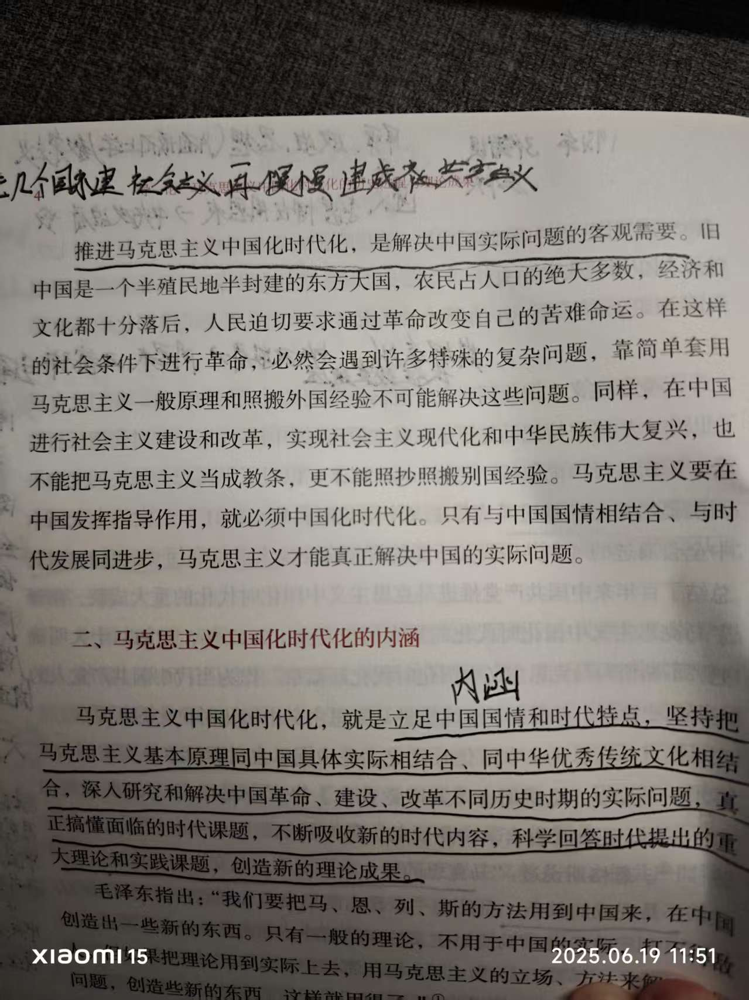 几个国家建社会主义再慢慢建成共产主义
4
推进马克思主义中国化时代化，是解决中国实际问题的客观需要。旧
中国是一个半殖民地半封建的东方大国，农民占人口的绝大多数，经济和
文化都十分落后，人民迫切要求通过革命改变自己的苦难命运。在这样
的社会条件下进行革命，必然会遇到许多特殊的复杂问题，靠简单套用
马克思主义一般原理和照搬外国经验不可能解决这些问题。同样，在中国
进行社会主义建设和改革，实现社会主义现代化和中华民族伟大复兴，也
不能把马克思主义当成教条，更不能照抄照搬别国经验。马克思主义要在
中国发挥指导作用，就必须中国化时代化。只有与中国国情相结合、与时
代发展同进步，马克思主义才能真正解决中国的实际问题。
二、马克思主义中国化时代化的内涵
内涵
马克思主义中国化时代化，就是立足中国国情和时代特点，坚持把
马克思主义基本原理同中国具体实际相结合、同中华优秀传统文化相结
合，深入研究和解决中国革命、建设、改革不同历史时期的实际问题，真
正搞懂面临的时代课题，不断吸收新的时代内容，科学回答时代提出的重
大理论和实践课题，创造新的理论成果。
毛泽东指出：“我们要把马、恩、列、斯的方法用到中国来，在中国
创造出一些新的东西。只有一般的理论，不用于中国的实际，打不得敌
果把理论用到实际上去，用马克思主义的立场、方法来解
问题，创造些新的东西，这样就用得了。”①
xiaomi 15
2025.06.19 11:51